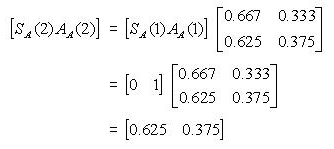 [S_A(2) A_A(2)] = [S_A(1) A_A(1)] [0.667 0.333
0.625 0.375]
= [0 1] [0.667 0.333
0.625 0.375]
= [0.625 0.375]